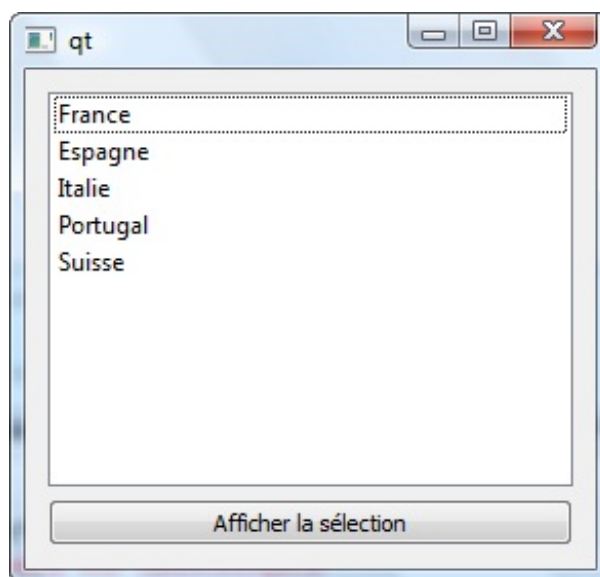 qt
France
Espagne
Italie
Portugal
Suisse
Afficher la sélection